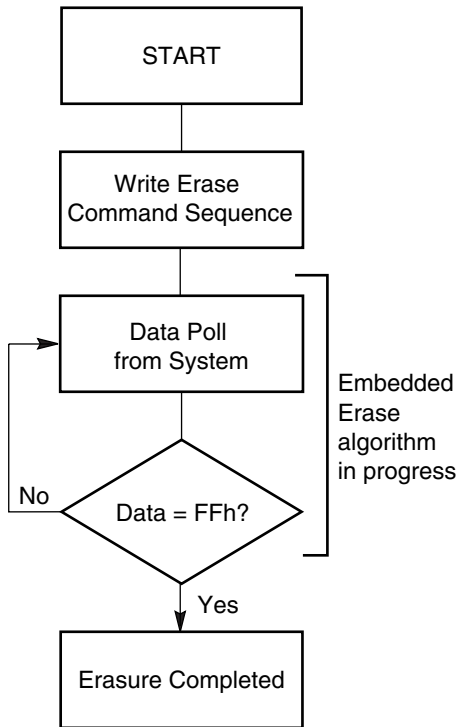 START
Write Erase
Command Sequence
Data Poll
from System
Embedded
Erase
algorithm
in progress
No
Data = FFh?
Yes
Erasure Completed